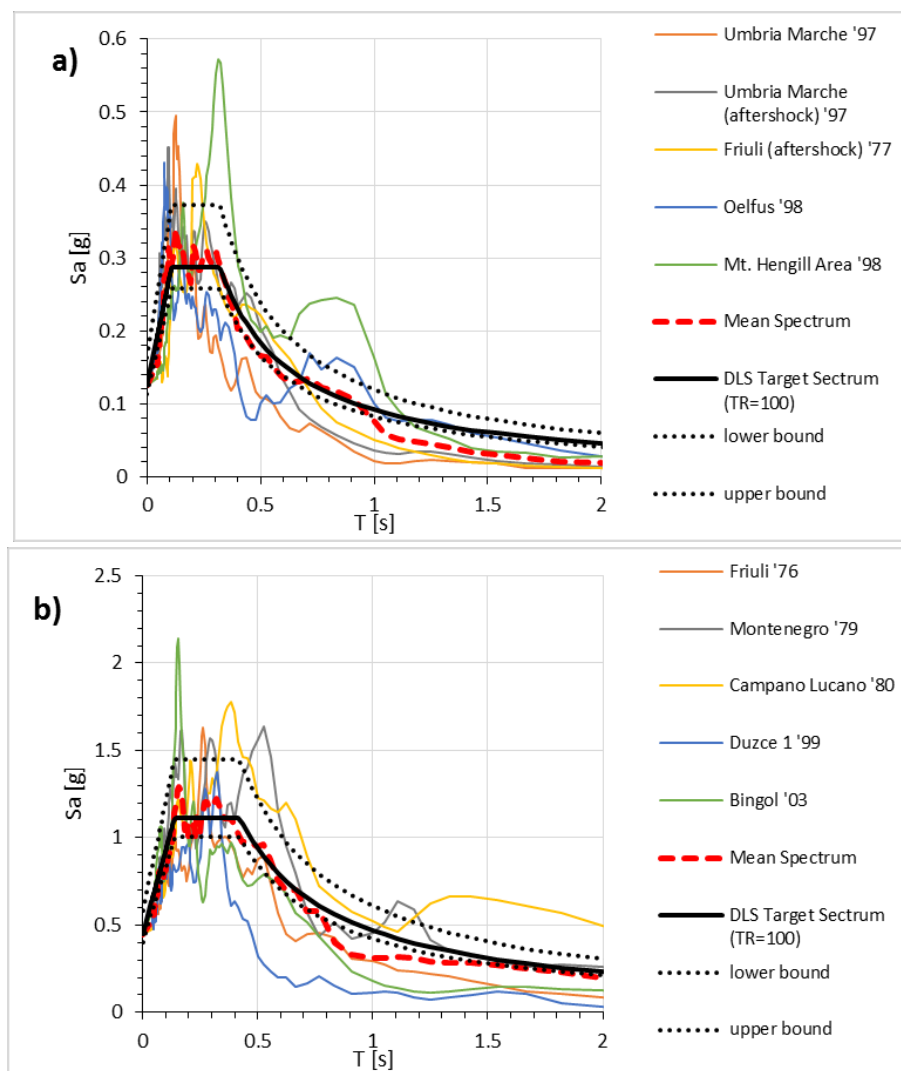 a)
Sa [g]
0.6
0.5
0.4
0.3
0.2
0.1
0
0
0.5
1
1.5
2
T [s]
Umbria Marche '97
Umbria Marche
(aftershock) '97
Friuli (aftershock) '77
Oelfus '98
Mt. Hengill Area '98
Mean Spectrum
DLS Target Sectrum
(TR=100)
lower bound
upper bound
b)
Sa [g]
2.5
2
1.5
1
0.5
0
0
0.5
1
1.5
2
T [s]
Friuli '76
Montenegro '79
Campano Lucano '80
Duzce 1 '99
Bingol '03
Mean Spectrum
DLS Target Sectrum
(TR=100)
lower bound
upper bound